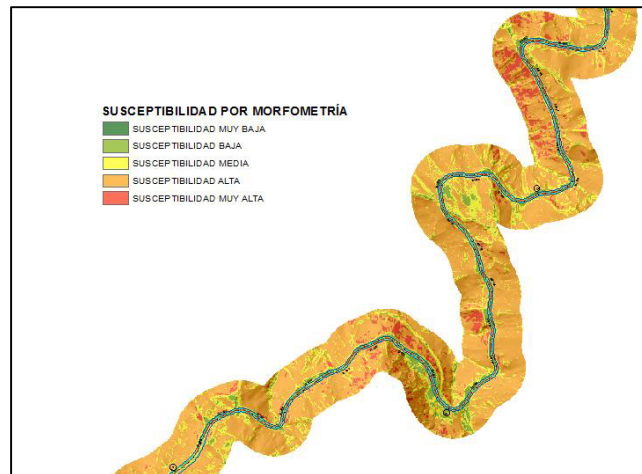 SUSCEPTIBILIDAD POR MORFOMETRÍA
SUSCEPTIBILIDAD MUY BAJA
SUSCEPTIBILIDAD BAJA
SUSCEPTIBILIDAD MEDIA
SUSCEPTIBILIDAD ALTA
SUSCEPTIBILIDAD MUY ALTA